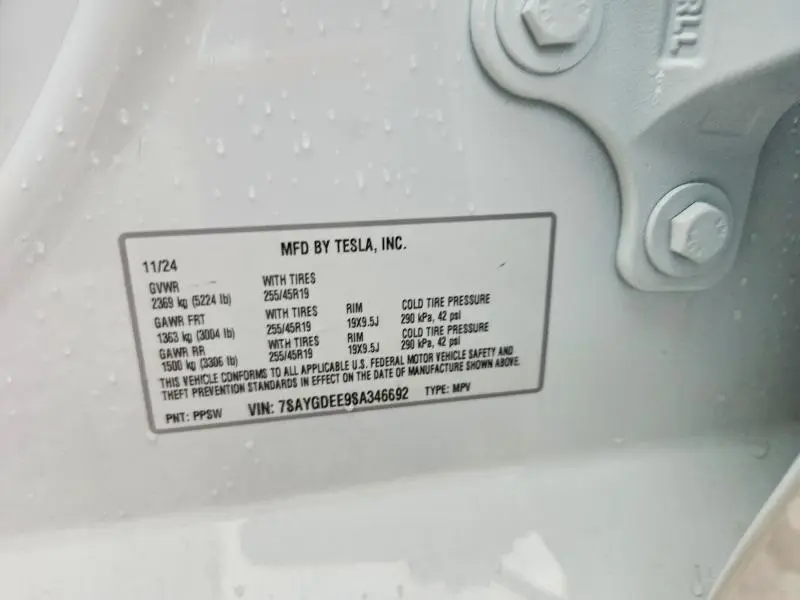 RLL.
MFD BY TESLA, INC.
11/24
GVWR WITH TIRES
2369 kg (5224 lb) 255/45R19
GAWR FRT WITH TIRES RIM COLD TIRE PRESSURE
1363 kg (3004 lb) 255/45R19 19X9.5J 290 kPa, 42 psi
GAWR RR WITH TIRES RIM COLD TIRE PRESSURE
1500 kg (3306 lb) 255/45R19 19X9.5J 290 kPa, 42 psi
THIS VEHICLE CONFORMS TO ALL APPLICABLE U.S. FEDERAL MOTOR VEHICLE SAFETY AND
THEFT PREVENTION STANDARDS IN EFFECT ON THE DATE OF MANUFACTURE SHOWN ABOVE.
PNT: PPSW VIN: 7SAYGDEE9SA346692 TYPE: MPV